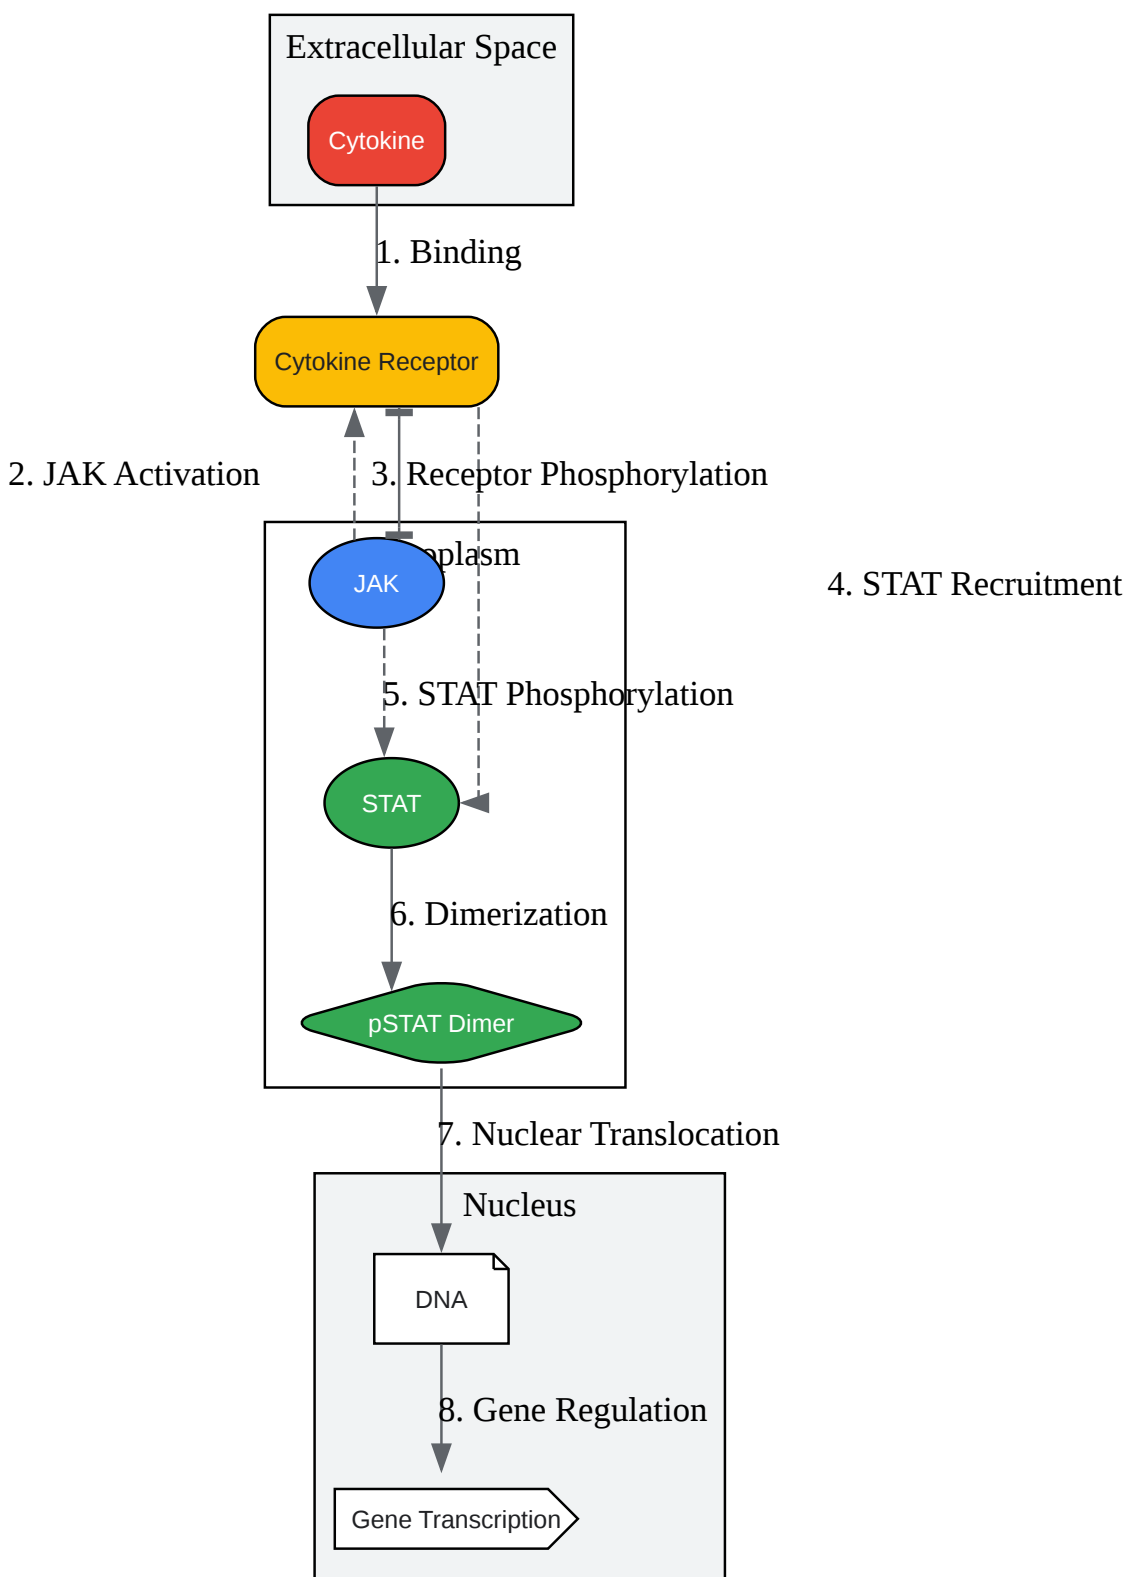 Extracellular Space
Cytokine
1. Binding
Cytokine Receptor
2. JAK Activation
3. Receptor Phosphorylation
oplasm
JAK
4. STAT Recruitment
5. STAT Phosphorylation
STAT
6. Dimerization
pSTAT Dimer
7. Nuclear Translocation
Nucleus
DNA
8. Gene Regulation
Gene Transcription